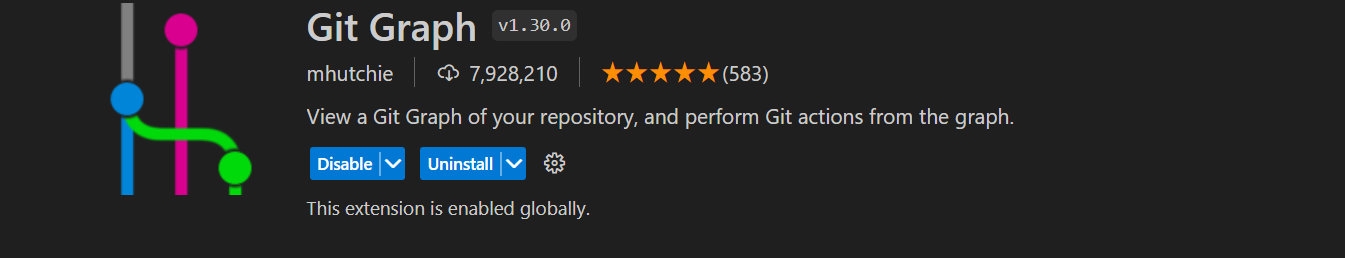 Git Graph v1.30.0
mhutchie 7,928,210 (583)
View a Git Graph of your repository, and perform Git actions from the graph.
Disable Uninstall
This extension is enabled globally.